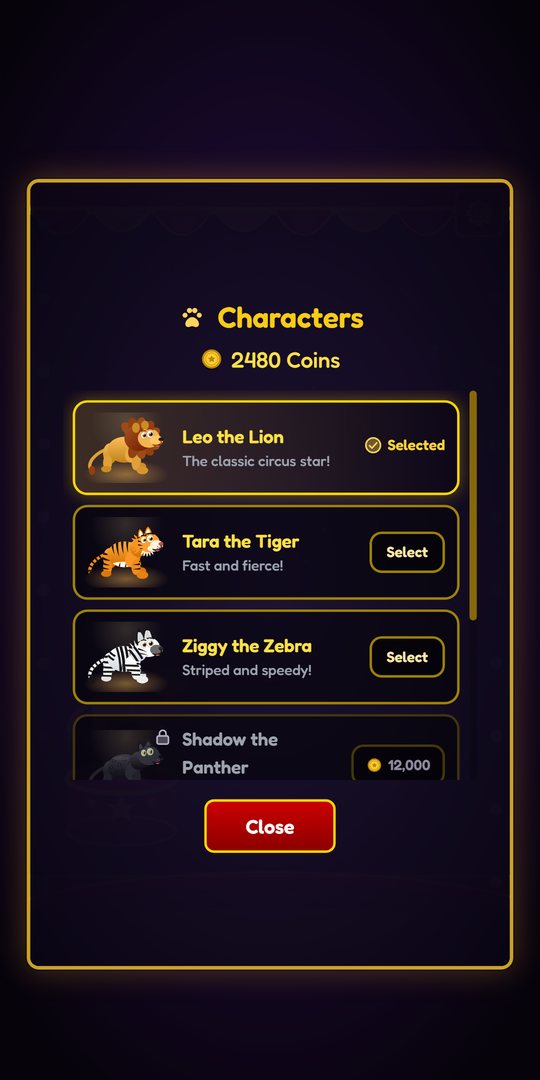 Characters
2480 Coins
Leo the Lion
The classic circus star!
Selected
Tara the Tiger
Fast and fierce!
Select
Ziggy the Zebra
Striped and speedy!
Select
Shadow the
Panther
12,000
Close